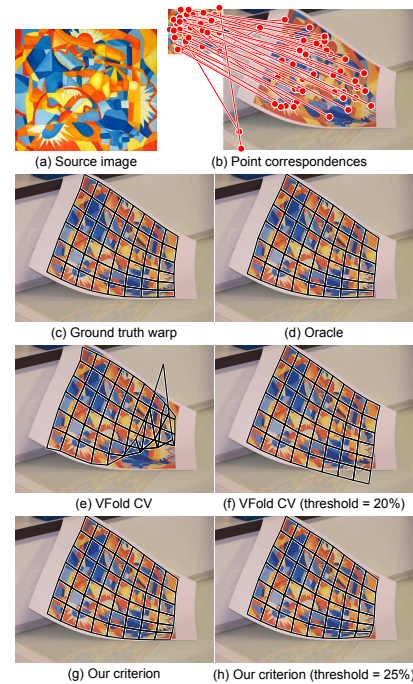 (a) Source image
(b) Point correspondences
(c) Ground truth warp
(d) Oracle
(e) VFold CV
(f) VFold CV (threshold = 20%)
(g) Our criterion
(h) Our criterion (threshold = 25%)